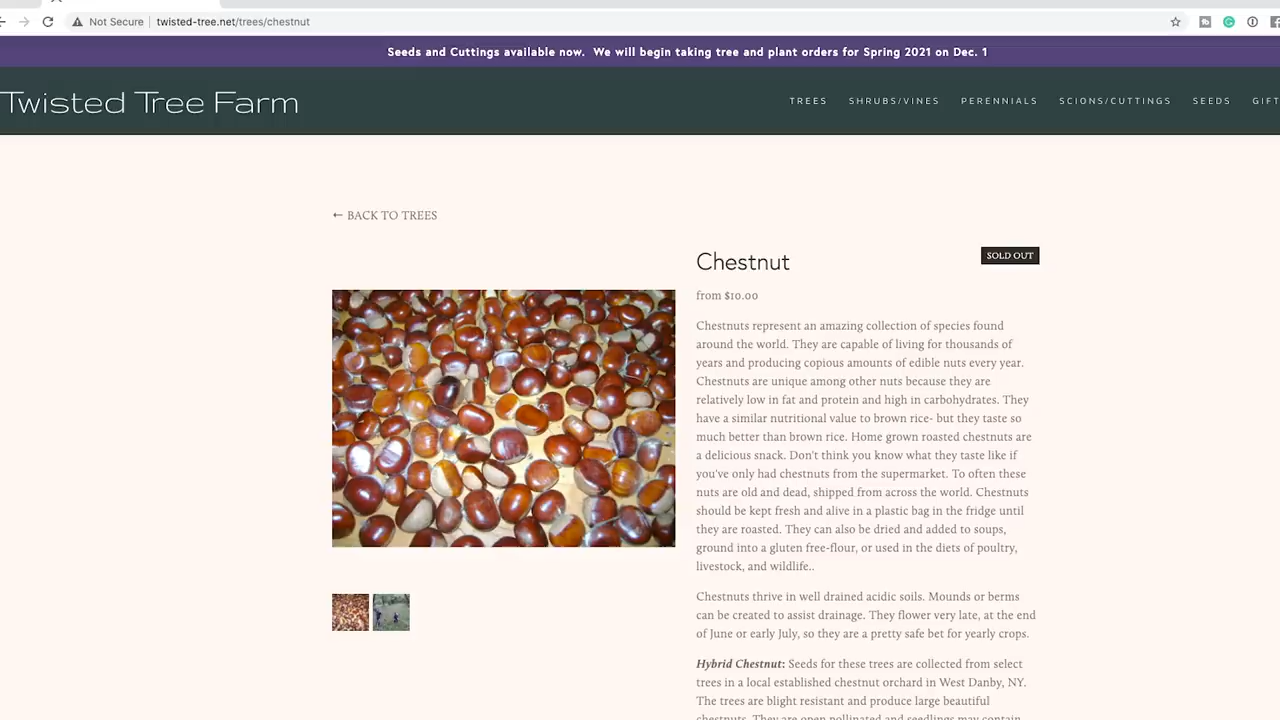 Not Secure twisted-tree.net/trees/chestnut
Seeds and Cuttings available now. We will begin taking tree and plant orders for Spring 2021 on Dec. 1
Twisted Tree Farm
TREES SHRUBS/VINES PERENNIALS SCIONS/CUTTINGS SEEDS GIFT
← BACK TO TREES
Chestnut
SOLD OUT
from $10.00
Chestnuts represent an amazing collection of species found
around the world. They are capable of living for thousands of
years and producing copious amounts of edible nuts every year.
Chestnuts are unique among other nuts because they are
relatively low in fat and protein and high in carbohydrates. They
have a similar nutritional value to brown rice- but they taste so
much better than brown rice. Home grown roasted chestnuts are
a delicious snack. Don't think you know what they taste like if
you've only had chestnuts from the supermarket. To often these
nuts are old and dead, shipped from across the world. Chestnuts
should be kept fresh and alive in a plastic bag in the fridge until
they are roasted. They can also be dried and added to soups,
ground into a gluten free-flour, or used in the diets of poultry,
livestock, and wildlife..
Chestnuts thrive in well drained acidic soils. Mounds or berms
can be created to assist drainage. They flower very late, at the end
of June or early July, so they are a pretty safe bet for yearly crops.
Hybrid Chestnut: Seeds for these trees are collected from select
trees in a local established chestnut orchard in West Danby, NY.
The trees are blight resistant and produce large beautiful
chestnuts. They are open pollinated and seedlings may contain